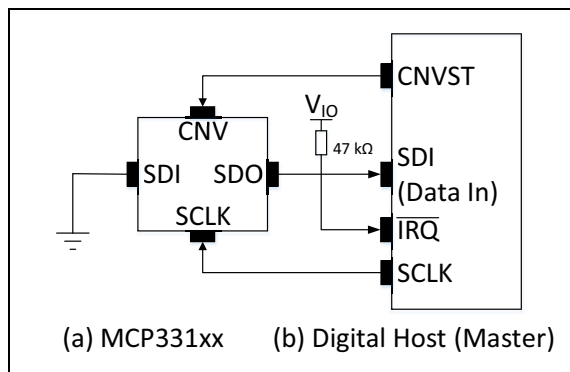 CNVST
V_IO
CNV
47 kΩ
SDI SDO SDI
(Data In)
SCLK IRQ
SCLK
(a) MCP331xx (b) Digital Host (Master)